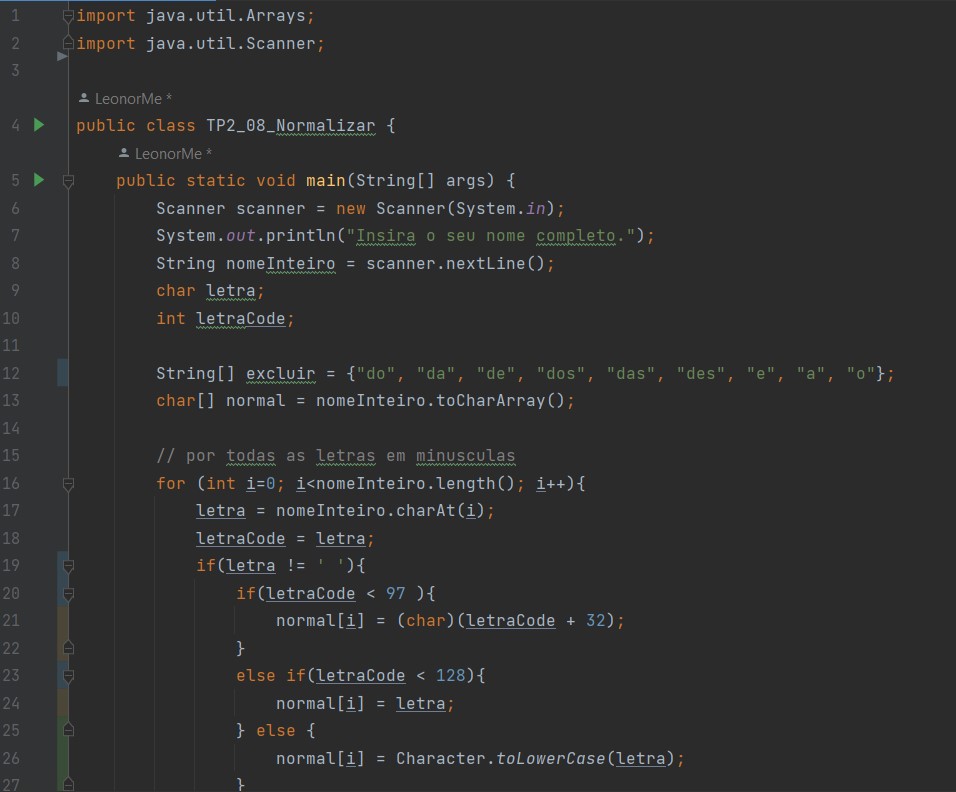 1 import java.util.Arrays;
2 import java.util.Scanner;
3
LeonorMe *
4 public class TP2_08_Normalizar {
LeonorMe *
5 public static void main(String[] args) {
6 Scanner scanner = new Scanner(System.in);
7 System.out.println("Insira o seu nome completo.");
8 String nomeInteiro = scanner.nextLine();
9 char letra;
10 int letraCode;
11
12 String[] excluir = {"do", "da", "de", "dos", "das", "des", "e", "a", "o"};
13 char[] normal = nomeInteiro.toCharArray();
14
15 // por todas as letras em minusculas
16 for (int i=0; i<nomeInteiro.length(); i++){
17 letra = nomeInteiro.charAt(i);
18 letraCode = letra;
19 if(letra != ' '){
20 if(letraCode < 97 ){
21 normal[i] = (char)(letraCode + 32);
22 }
23 else if(letraCode < 128){
24 normal[i] = letra;
25 } else {
26 normal[i] = Character.toLowerCase(letra);
27 }